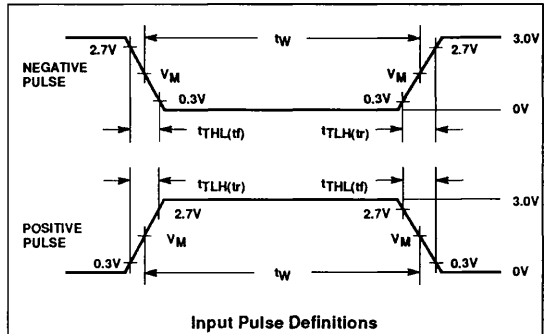 tW
2.7V
2.7V
3.0V
NEGATIVE
PULSE
VM
VM
0.3V
0.3V
0V
tTHL(tf)
tTLH(tr)
tTLH(tr)
tTHL(tf)
3.0V
2.7V
2.7V
POSITIVE
PULSE
VM
VM
0.3V
0.3V
tW
0V
Input Pulse Definitions